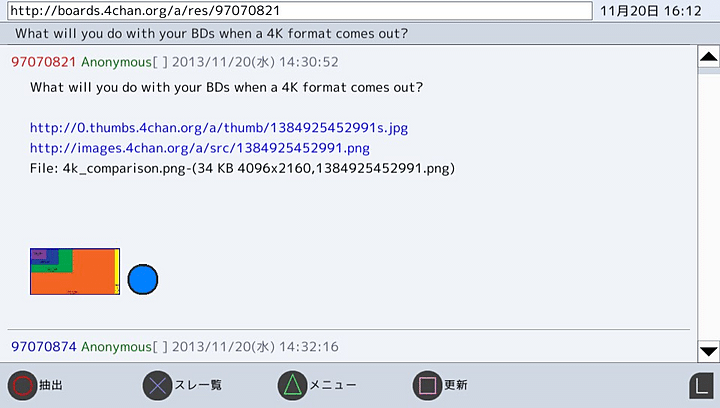 http://boards.4chan.org/a/res/97070821 11月20日 16:12
What will you do with your BDs when a 4K format comes out?
97070821 Anonymous[ ] 2013/11/20(水) 14:30:52
What will you do with your BDs when a 4K format comes out?
http://0.thumbs.4chan.org/a/thumb/1384925452991s.jpg
http://images.4chan.org/a/src/1384925452991.png
File: 4k_comparison.png-(34 KB 4096x2160,1384925452991.png)
97070874 Anonymous[ ] 2013/11/20(水) 14:32:16
抽出 スレ一覧 メニュー 更新 L